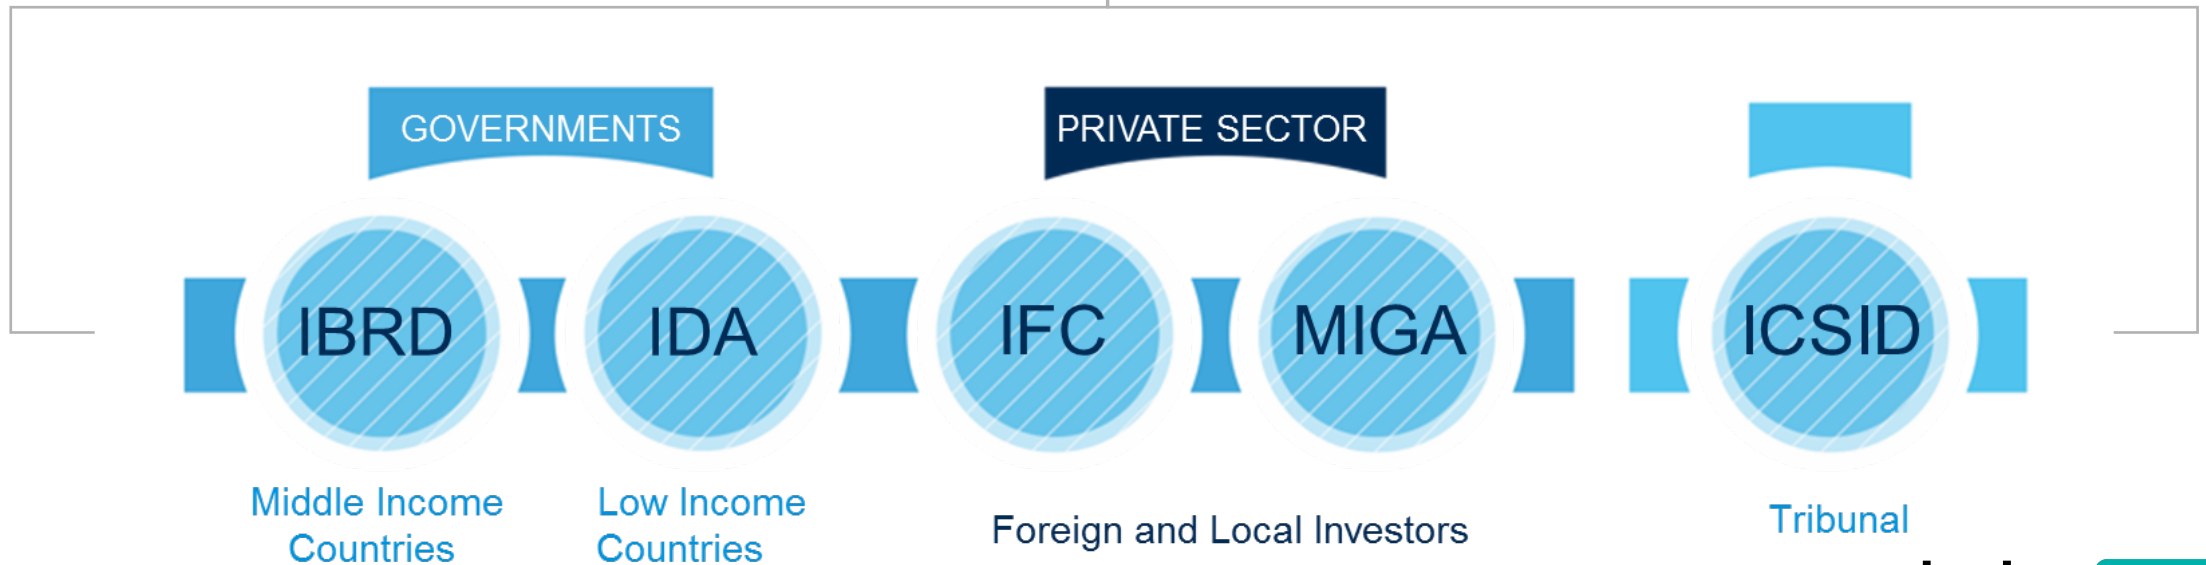 GOVERNMENTS
PRIVATE SECTOR
IBRD
IDA
IFC
MIGA
ICSID
Middle Income
Countries
Low Income
Countries
Foreign and Local Investors
Tribunal